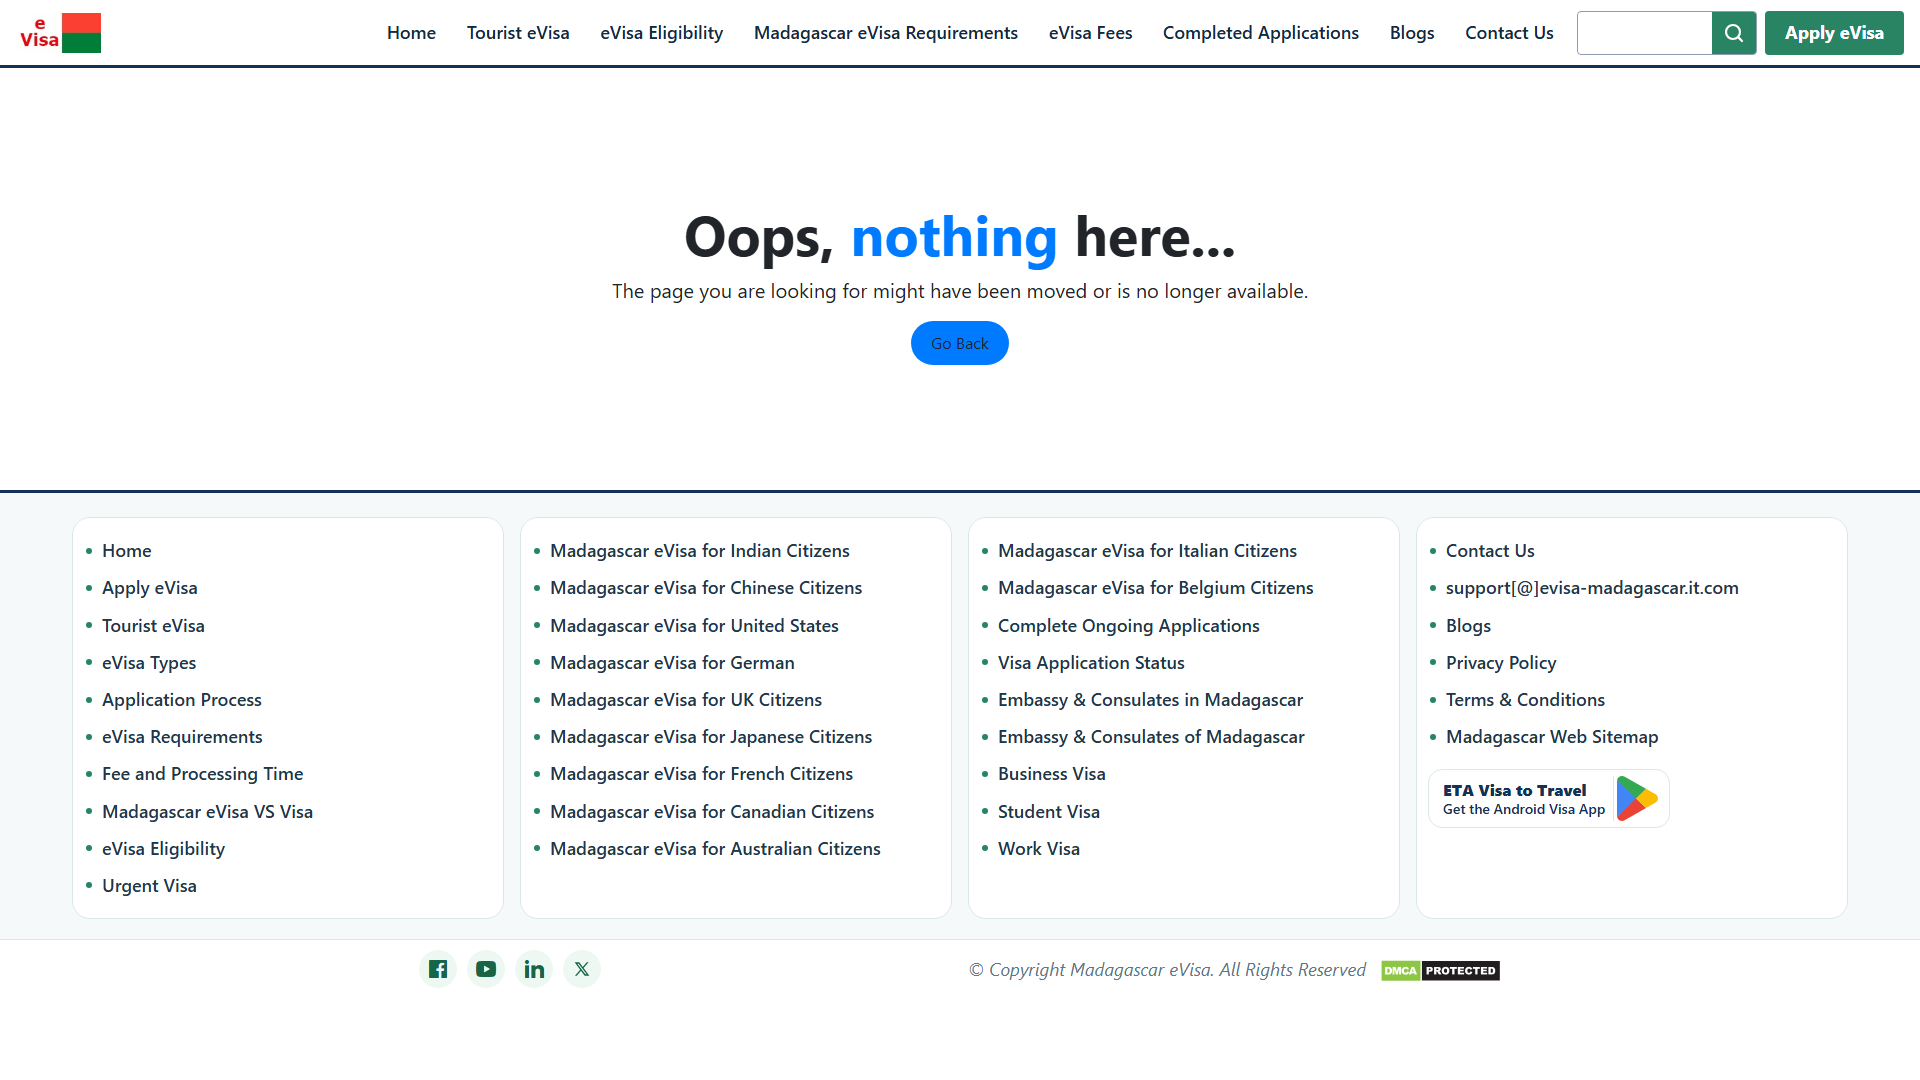 e
Visa
Home
Tourist eVisa
eVisa Eligibility
Madagascar eVisa Requirements
eVisa Fees
Completed Applications
Blogs
Contact Us
Apply eVisa
Oops, nothing here...
The page you are looking for might have been moved or is no longer available.
Go Back
Home
Apply eVisa
Tourist eVisa
eVisa Types
Application Process
eVisa Requirements
Fee and Processing Time
Madagascar eVisa VS Visa
eVisa Eligibility
Urgent Visa
Madagascar eVisa for Indian Citizens
Madagascar eVisa for Chinese Citizens
Madagascar eVisa for United States
Madagascar eVisa for German
Madagascar eVisa for UK Citizens
Madagascar eVisa for Japanese Citizens
Madagascar eVisa for French Citizens
Madagascar eVisa for Canadian Citizens
Madagascar eVisa for Australian Citizens
Madagascar eVisa for Italian Citizens
Madagascar eVisa for Belgium Citizens
Complete Ongoing Applications
Visa Application Status
Embassy & Consulates in Madagascar
Embassy & Consulates of Madagascar
Business Visa
Student Visa
Work Visa
Contact Us
support[@]evisa-madagascar.it.com
Blogs
Privacy Policy
Terms & Conditions
Madagascar Web Sitemap
ETA Visa to Travel
Get the Android Visa App
© Copyright Madagascar eVisa. All Rights Reserved
DMCA PROTECTED